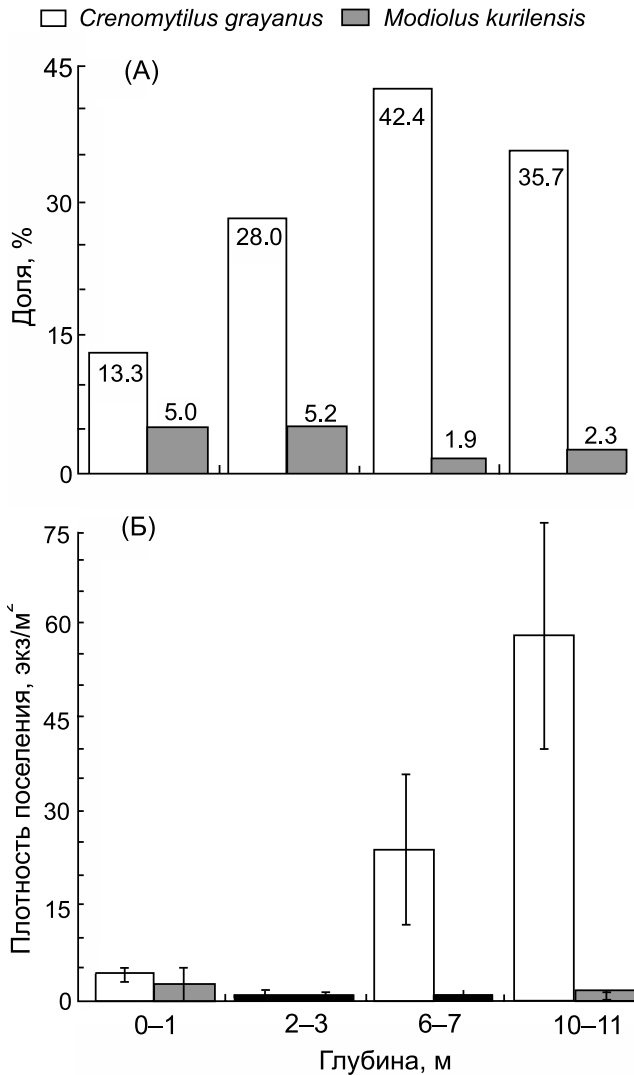 Crenomytilus grayanus Modiolus kurilensis
(А)
45
30
15
0
Доля, %
13.3
5.0
28.0
5.2
42.4
1.9
35.7
2.3
(Б)
75
60
45
30
15
0
Плотность поселения, экз/м²
0–1 2–3 6–7 10–11
Глубина, м